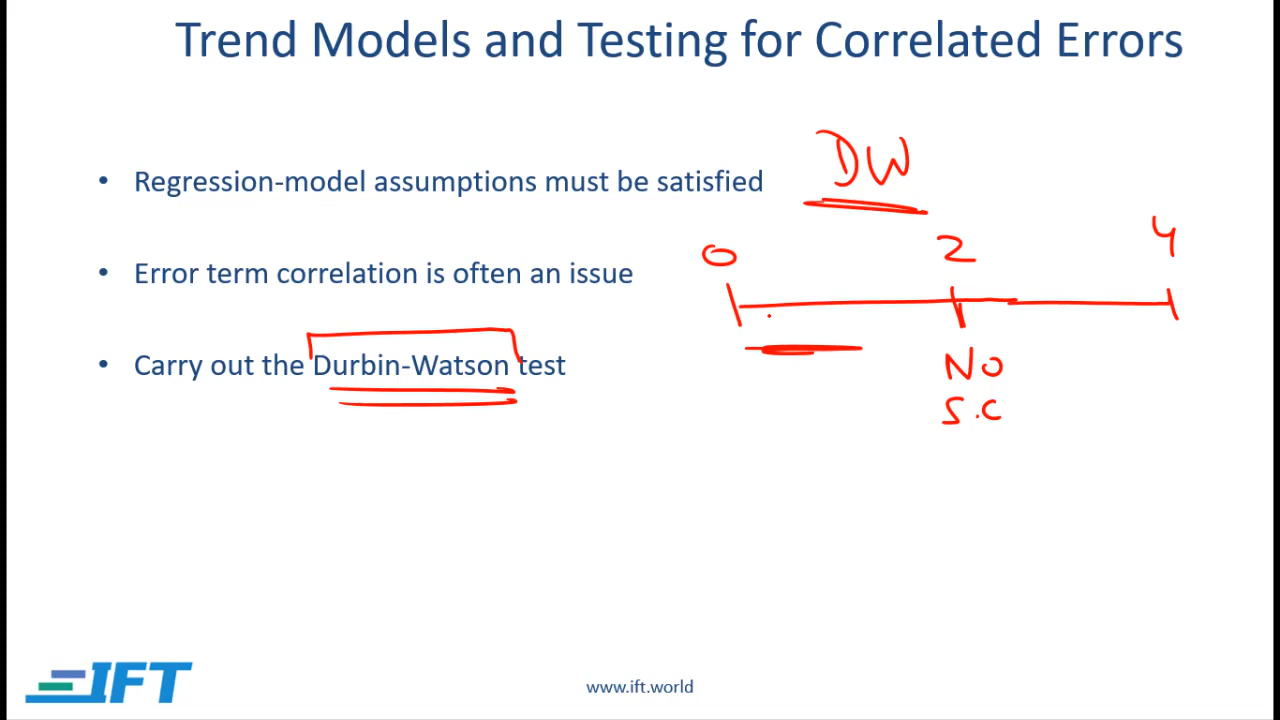 Trend Models and Testing for Correlated Errors
• Regression-model assumptions must be satisfied
DW
• Error term correlation is often an issue
0 2 4
• Carry out the Durbin-Watson test
NO
S.C
IFT
www.ift.world